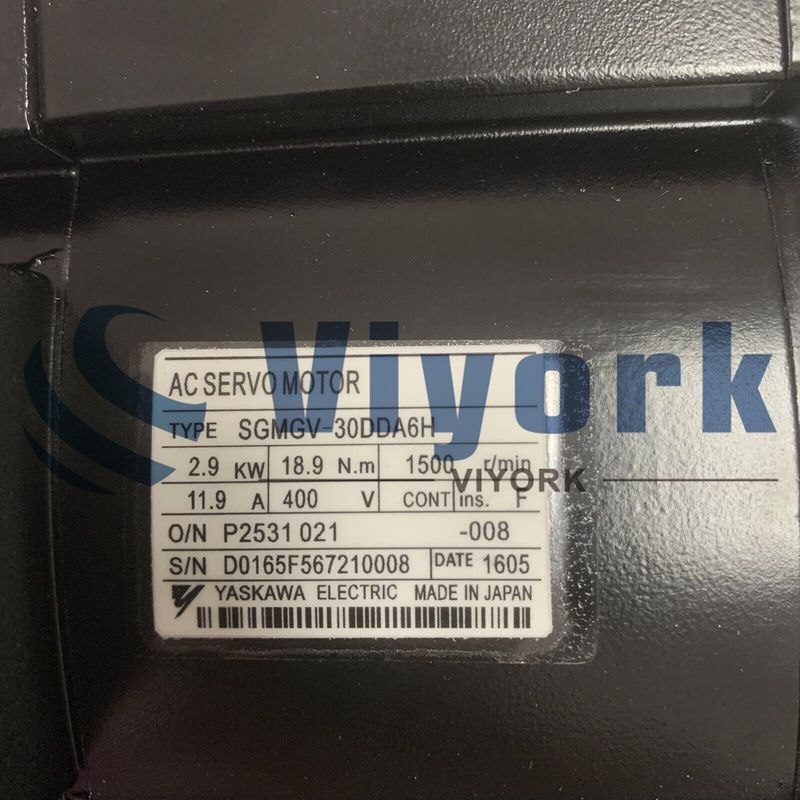 Viyork
AC SERVO MOTOR
TYPE SGMGV-30DDA6H
2.9 KW 18.9 N.m 1500 r/min
VIYORK
11.9 A 400 V CONT Ins. F
O/N P2531 021 -008
S/N D0165F567210008 DATE 1605
YASKAWA ELECTRIC MADE IN JAPAN